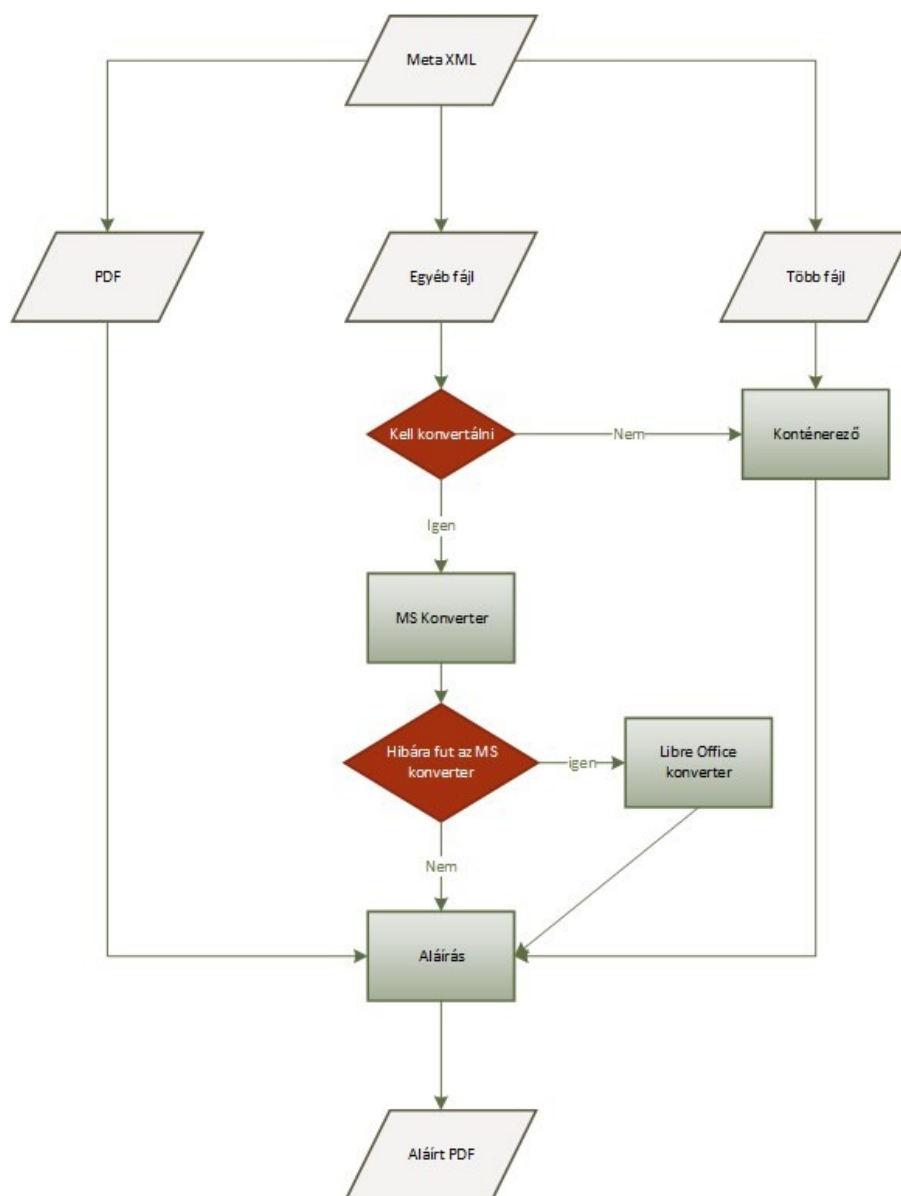 Meta XML
PDF
Egyéb fájl
Több fájl
Kell konvertálni
Nem
Konténerező
Igen
MS Konverter
Hibára fut az MS
konverter
igen
Libre Office
konverter
Nem
Aláírás
Aláírt PDF